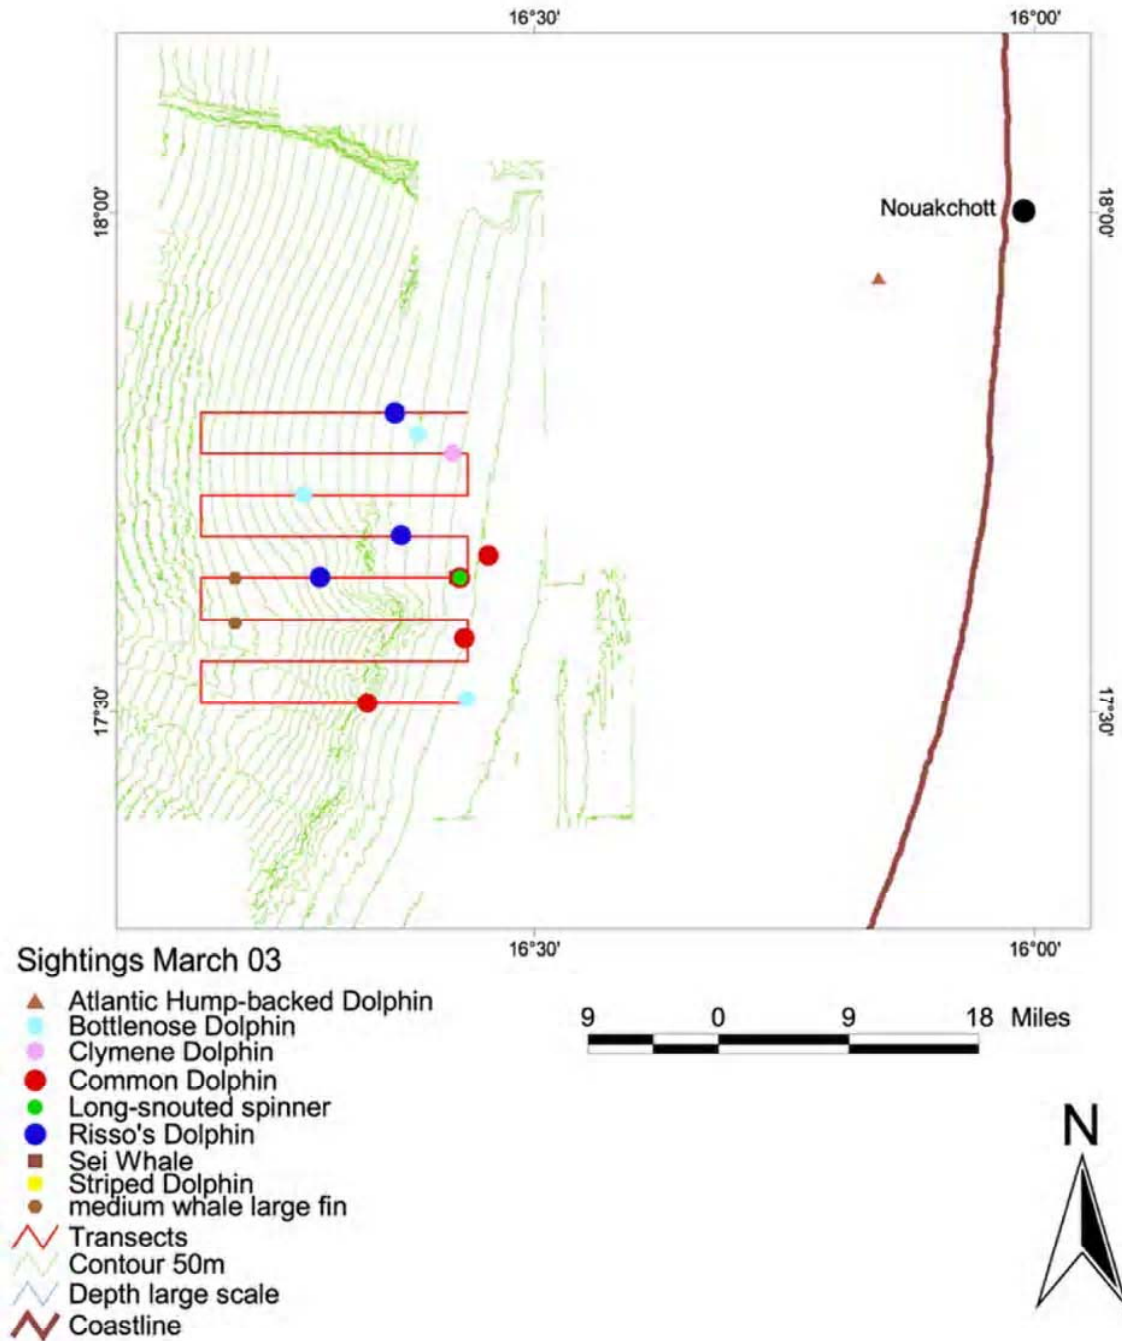 16°30' 16°00'
18°00' 18°00'
Nouakchott
17°30' 17°30'
16°30' 16°00'
Sightings March 03
Atlantic Hump-backed Dolphin
Bottlenose Dolphin
Clymene Dolphin
Common Dolphin
Long-snouted spinner
Risso's Dolphin
Sei Whale
Striped Dolphin
medium whale large fin
Transects
Contour 50m
Depth large scale
Coastline
9 0 9 18 Miles
N